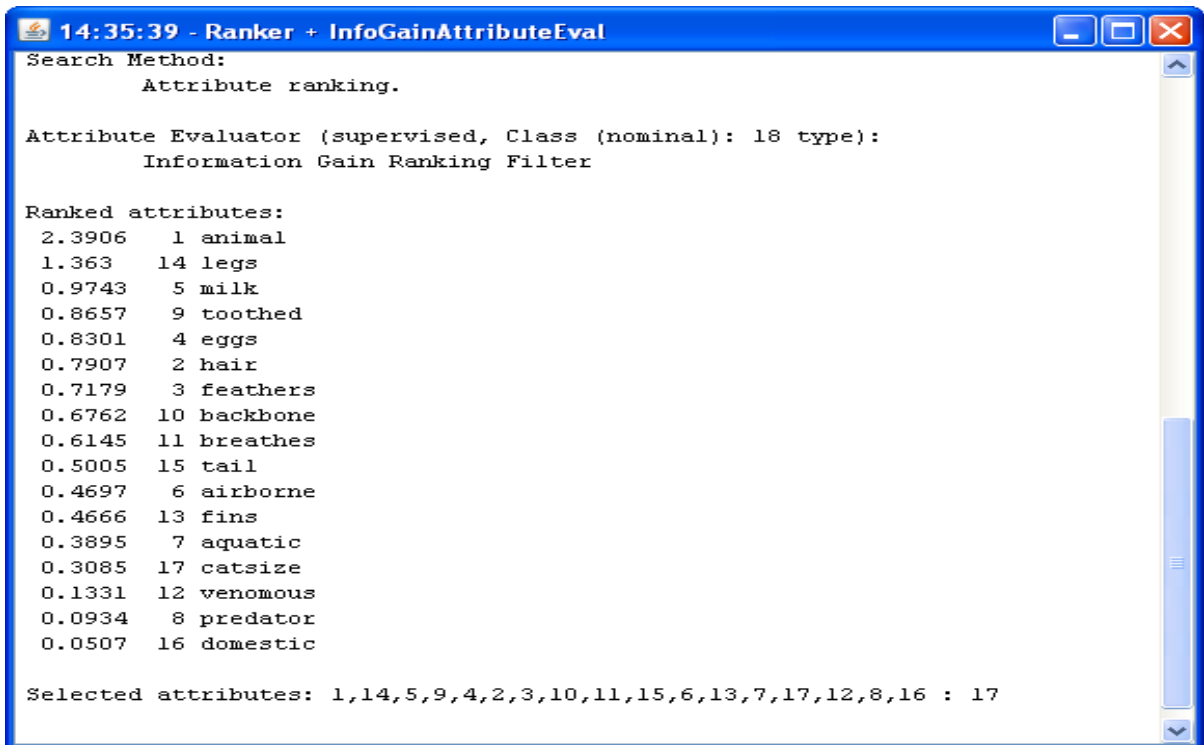 14:35:39 - Ranker + InfoGainAttributeEval
Search Method:
Attribute ranking.
Attribute Evaluator (supervised, Class (nominal): 18 type):
Information Gain Ranking Filter
Ranked attributes:
2.3906 1 animal
1.363 14 legs
0.9743 5 milk
0.8657 9 toothed
0.8301 4 eggs
0.7907 2 hair
0.7179 3 feathers
0.6762 10 backbone
0.6145 11 breathes
0.5005 15 tail
0.4697 6 airborne
0.4666 13 fins
0.3895 7 aquatic
0.3085 17 catsize
0.1331 12 venomous
0.0934 8 predator
0.0507 16 domestic
Selected attributes: 1,14,5,9,4,2,3,10,11,15,6,13,7,17,12,8,16 : 17